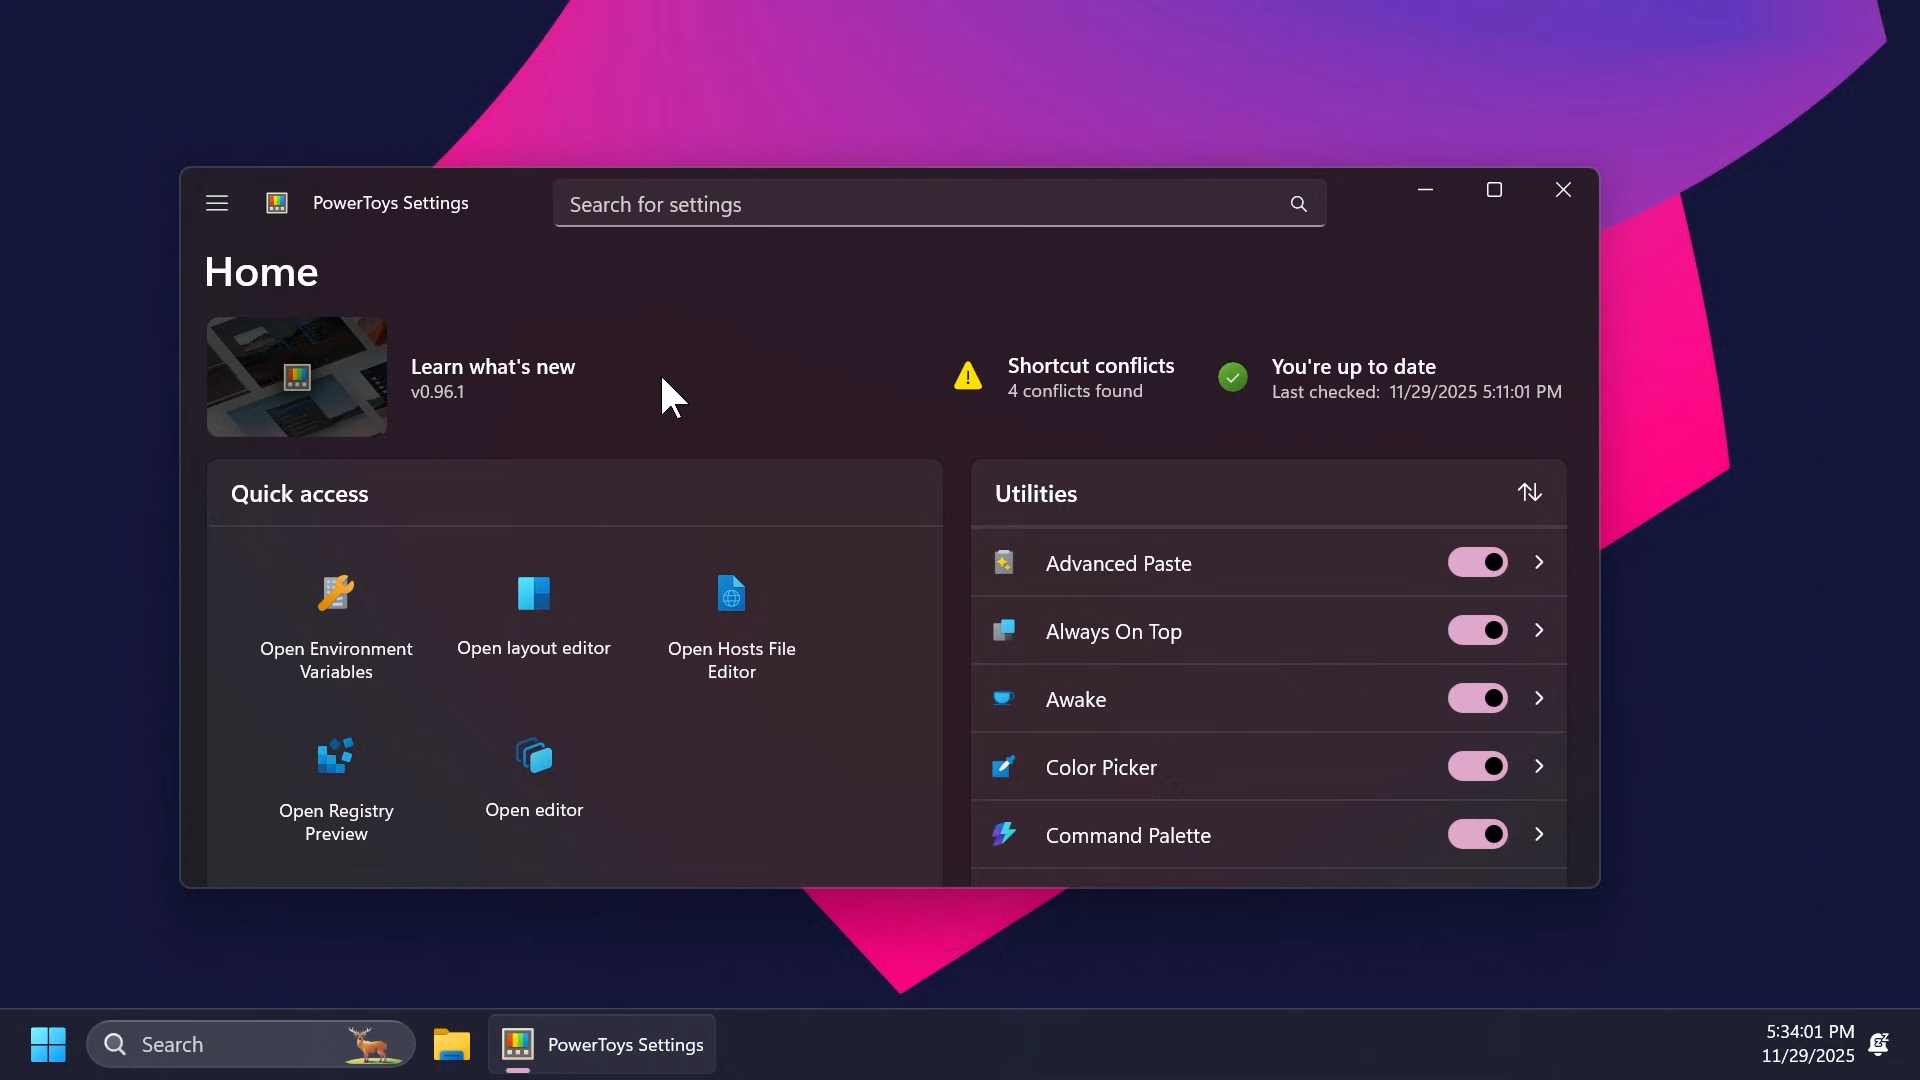 PowerToys Settings
Search for settings
Home
Learn what's new
v0.96.1
Shortcut conflicts
4 conflicts found
You're up to date
Last checked: 11/29/2025 5:11:01 PM
Quick access
Open Environment
Variables
Open layout editor
Open Hosts File
Editor
Open Registry
Preview
Open editor
Utilities
Advanced Paste
Always On Top
Awake
Color Picker
Command Palette
Search
PowerToys Settings
5:34:01 PM
11/29/2025